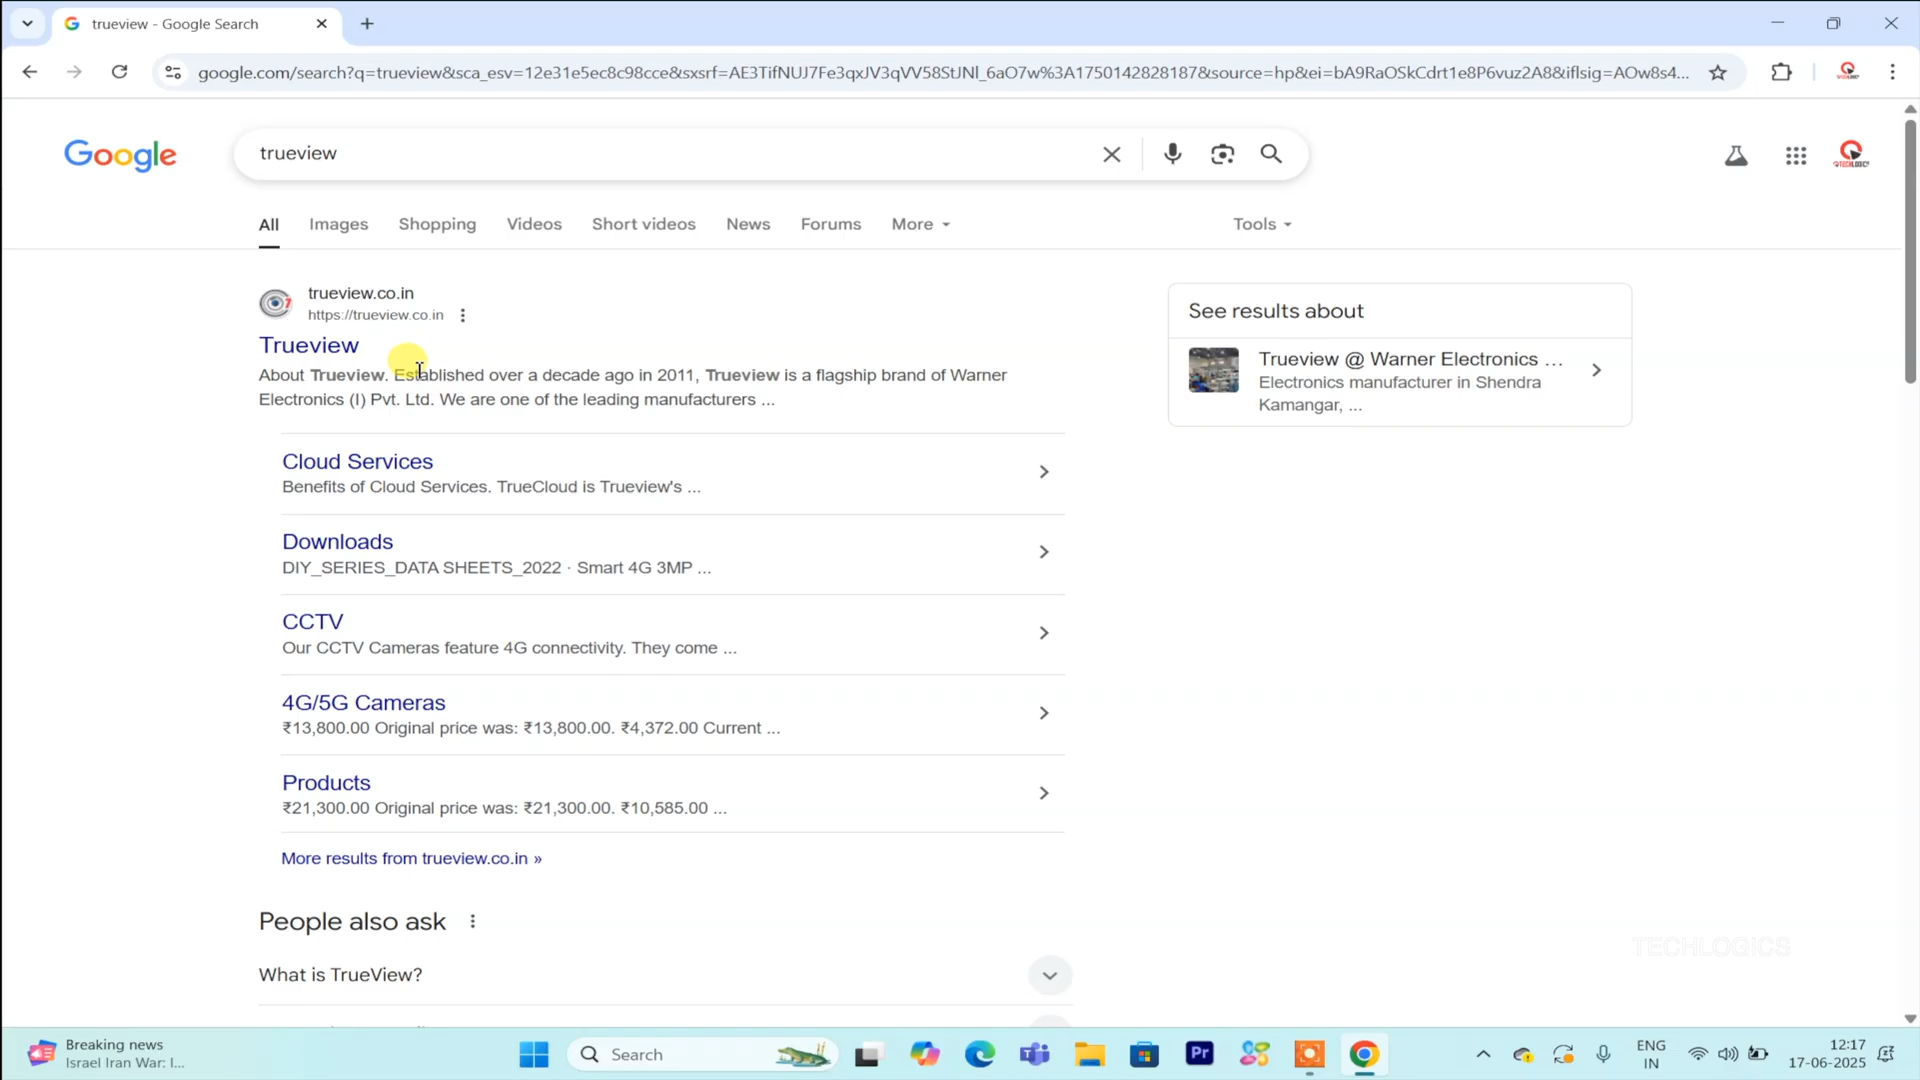 trueview - Google Search
google.com/search?q=trueview&sca_esv=12e31e5ec8c98cce&sxsrf=AE3TifNUJ7Fe3qxJV3qVV58StJNl_6aO7w%3A1750142828187&source=hp&ei=bA9RaOSkCdrt1e8P6vuz2A8&iflsig=AOw8s4...
Google
trueview
All Images Shopping Videos Short videos News Forums More Tools
trueview.co.in
https://trueview.co.in
Trueview
About Trueview. Established over a decade ago in 2011, Trueview is a flagship brand of Warner
Electronics (I) Pvt. Ltd. We are one of the leading manufacturers ...
See results about
Trueview @ Warner Electronics ...
Electronics manufacturer in Shendra
Kamangar, ...
Cloud Services
Benefits of Cloud Services. TrueCloud is Trueview's ...
Downloads
DIY_SERIES_DATA SHEETS_2022 · Smart 4G 3MP ...
CCTV
Our CCTV Cameras feature 4G connectivity. They come ...
4G/5G Cameras
₹13,800.00 Original price was: ₹13,800.00. ₹4,372.00 Current ...
Products
₹21,300.00 Original price was: ₹21,300.00. ₹10,585.00 ...
More results from trueview.co.in »
People also ask
What is TrueView?
TECHLOGICS
Breaking news
Israel Iran War: I...
Search
Pr
ENG
IN
12:17
17-06-2025